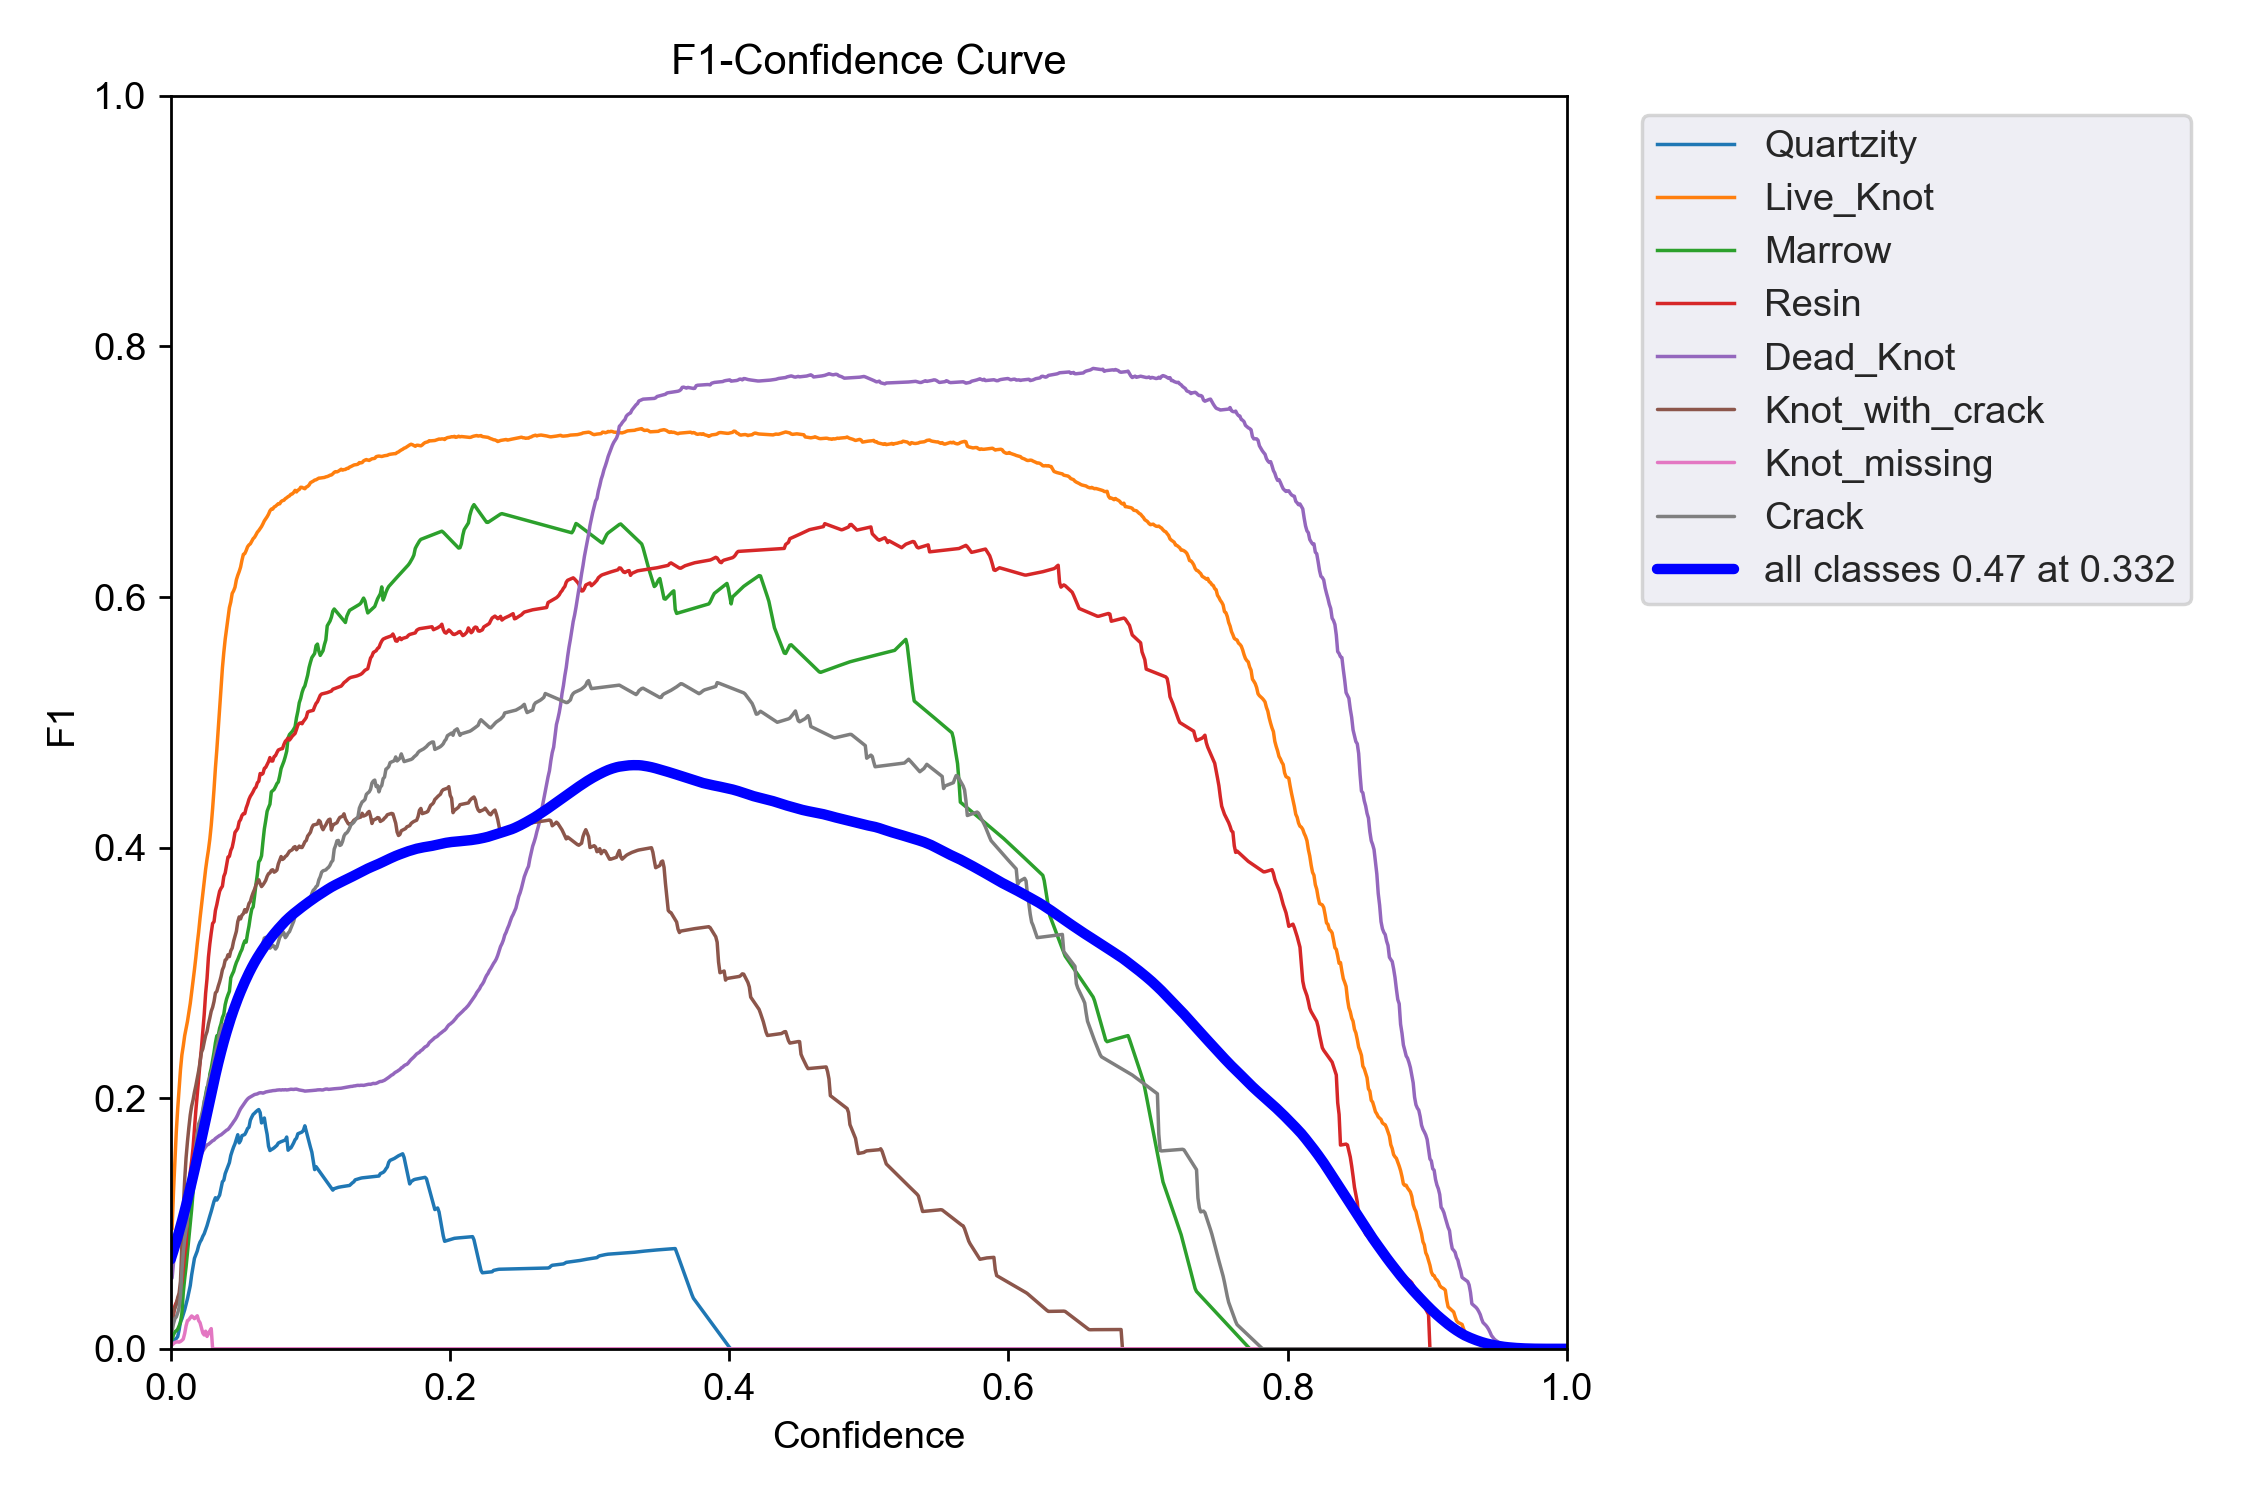 F1-Confidence Curve
1.0
0.8
0.6
0.4
0.2
0.0
F1
0.0 0.2 0.4 0.6 0.8 1.0
Confidence
Quartzity
Live_Knot
Marrow
Resin
Dead_Knot
Knot_with_crack
Knot_missing
Crack
all classes 0.47 at 0.332